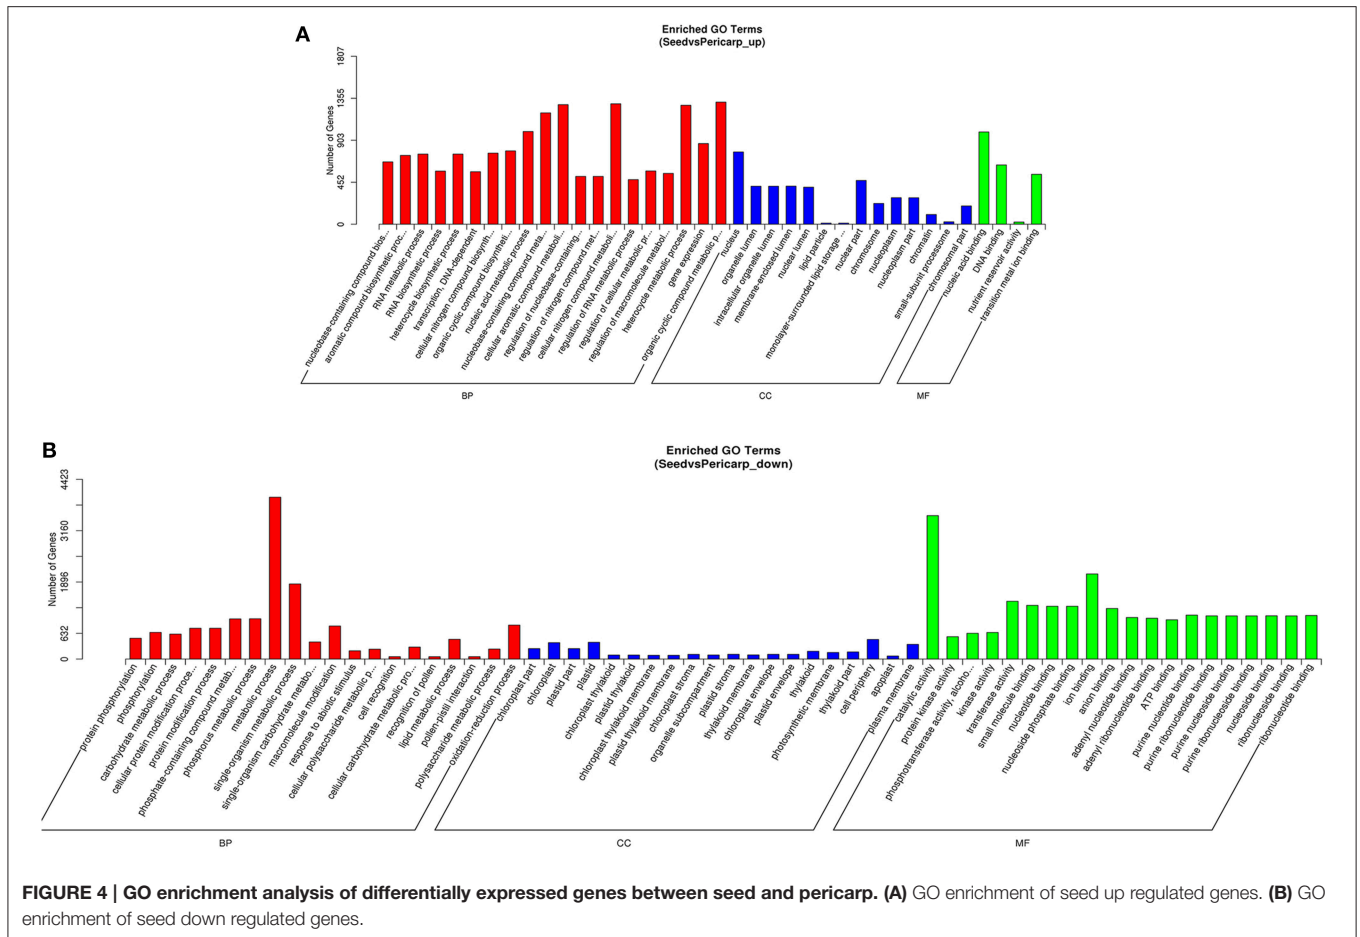 A
Enriched GO Terms
(SeedvsPericarp_up)
Number of Genes
1807
1355
903
452
0
nucleobase-containing compound bios...
aromatic compound biosynthetic proc...
RNA metabolic process
RNA biosynthetic process
heterocycle biosynthetic process
transcription, DNA-dependent
cellular nitrogen compound biosynth...
organic cyclic compound biosyntheti...
nucleic acid metabolic process
nucleobase-containing compound meta...
cellular aromatic compound metaboli...
regulation of nucleobase-containing...
regulation of nitrogen compound met...
cellular nitrogen compound metaboli...
regulation of RNA metabolic process
regulation of cellular metabolic pr...
regulation of macromolecule metabol...
heterocycle metabolic process
gene expression
organic cyclic compound metabolic p...
nucleus
organelle lumen
intracellular organelle lumen
membrane-enclosed lumen
nuclear lumen
lipid particle
monolayer-surrounded lipid storage ...
nuclear part
chromosome
nucleoplasm
nucleoplasm part
chromatin
small-subunit processome
chromosomal part
nucleic acid binding
DNA binding
nutrient reservoir activity
transition metal ion binding
BP
CC
MF
B
Enriched GO Terms
(SeedvsPericarp_down)
Number of Genes
4423
3160
1896
632
0
protein phosphorylation
phosphorylation
carbohydrate metabolic process
cellular protein modification proce...
protein modification process
phosphate-containing compound metab...
phosphorus metabolic process
metabolic process
single-organism metabolic process
single-organism carbohydrate metabo...
macromolecule modification
response to abiotic stimulus
cellular polysaccharide metabolic p...
cell recognition
cellular carbohydrate metabolic pro...
recognition of pollen
lipid metabolic process
pollen-pistil interaction
polysaccharide metabolic process
oxidation-reduction process
chloroplast part
chloroplast
plastid part
plastid
chloroplast thylakoid
plastid thylakoid
chloroplast thylakoid membrane
plastid thylakoid membrane
chloroplast stroma
organelle subcompartment
plastid stroma
thylakoid membrane
chloroplast envelope
plastid envelope
thylakoid
photosynthetic membrane
thylakoid part
cell periphery
apoplast
plasma membrane
catalytic activity
protein kinase activity
phosphotransferase activity, alcoho...
kinase activity
transferase activity
small molecule binding
nucleotide binding
nucleoside phosphate binding
ion binding
anion binding
adenyl nucleotide binding
adenyl ribonucleotide binding
ATP binding
purine nucleotide binding
purine ribonucleotide binding
purine nucleoside binding
purine ribonucleoside binding
nucleoside binding
ribonucleoside binding
ribonucleotide binding
BP
CC
MF
FIGURE 4 | GO enrichment analysis of differentially expressed genes between seed and pericarp. (A) GO enrichment of seed up regulated genes. (B) GO
enrichment of seed down regulated genes.